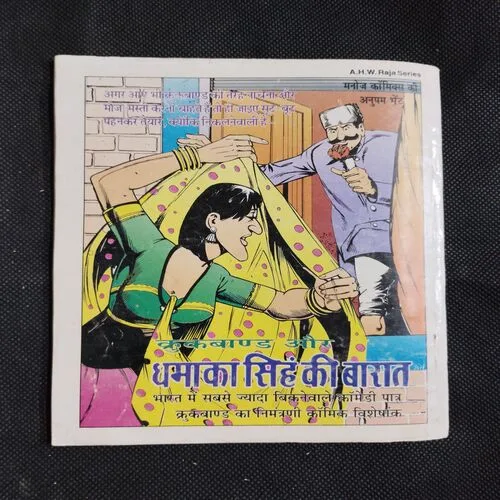 A.H.W. Raja Series
मनोज कॉमिक्स की
अनुपम भेंट
अगर आप भी क्रुकबाण्ड की तरह नाचना और
मौज मस्ती करना चाहते हैं तो हो जाइए सूट बूट
पहनकर तैयार, क्योंकि निकलनेवाली है...
क्रुकबाण्ड और
धमाका सिहं की बारात
भारत में सबसे ज्यादा बिकनेवाले कॉमेडी पात्र
क्रुकबाण्ड का निमंत्रणी कॉमिक विशेषांक